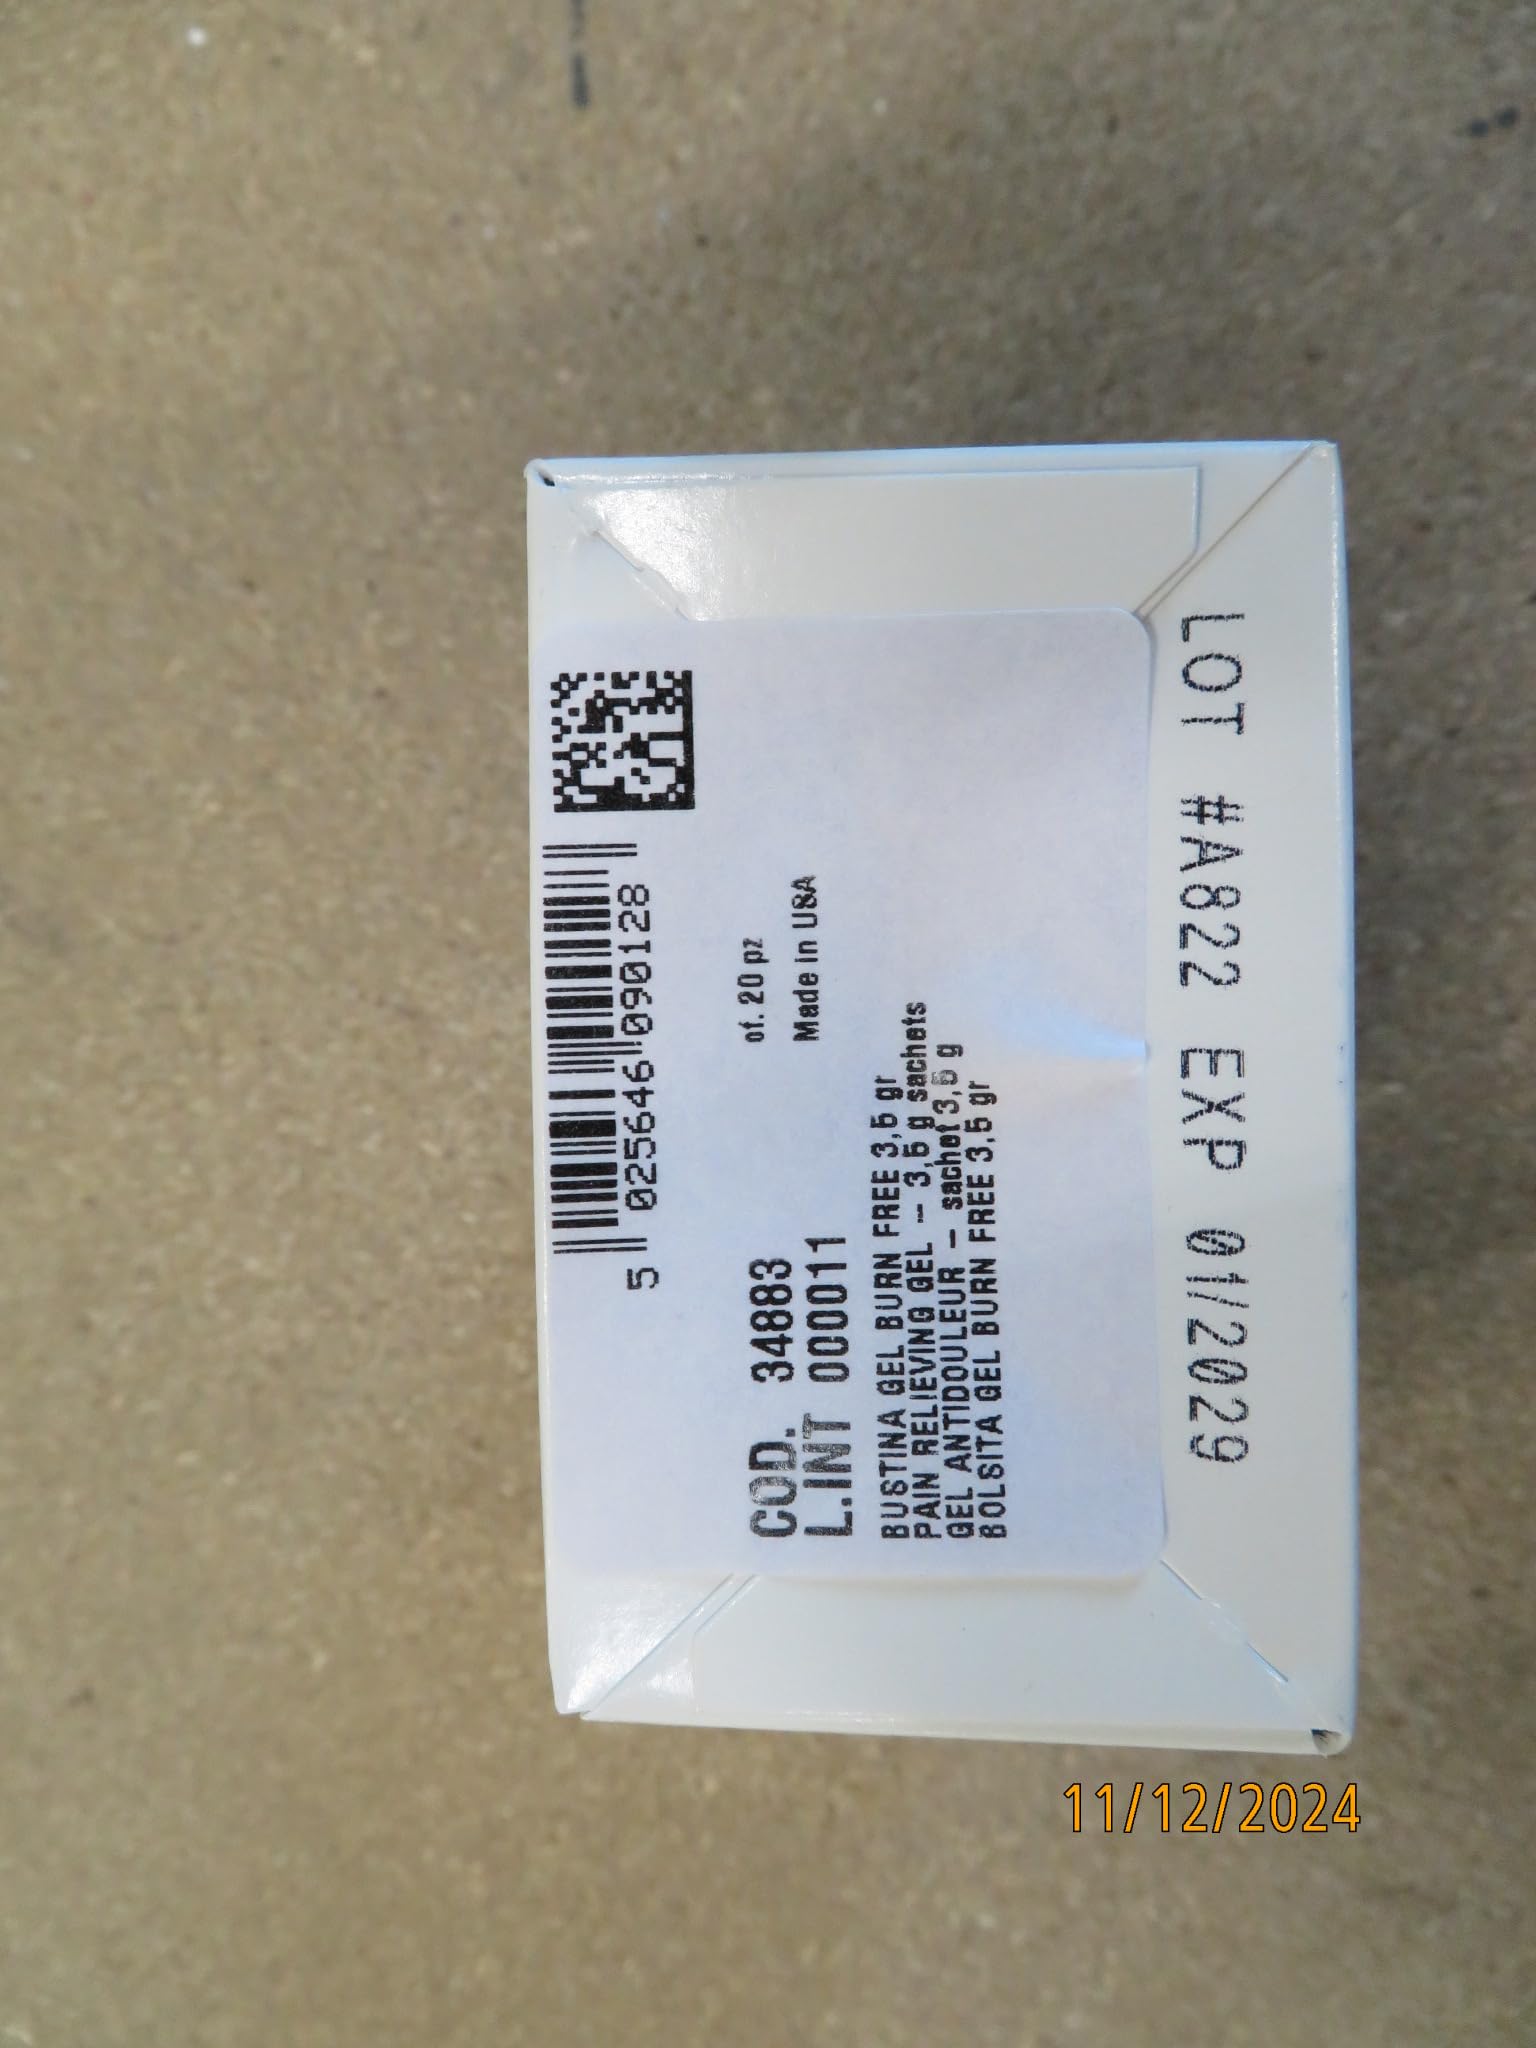 5 025646 090128
COD. 34883 of. 20 pz
L.INT 000011 Made in USA
BUSTINA GEL BURN FREE 3,5 gr
PAIN RELIEVING GEL – 3,5 g sachets
GEL ANTIDOULEUR – sachet 3,5 g
BOLSITA GEL BURN FREE 3,5 gr
LOT #A822 EXP 01/2029
11/12/2024